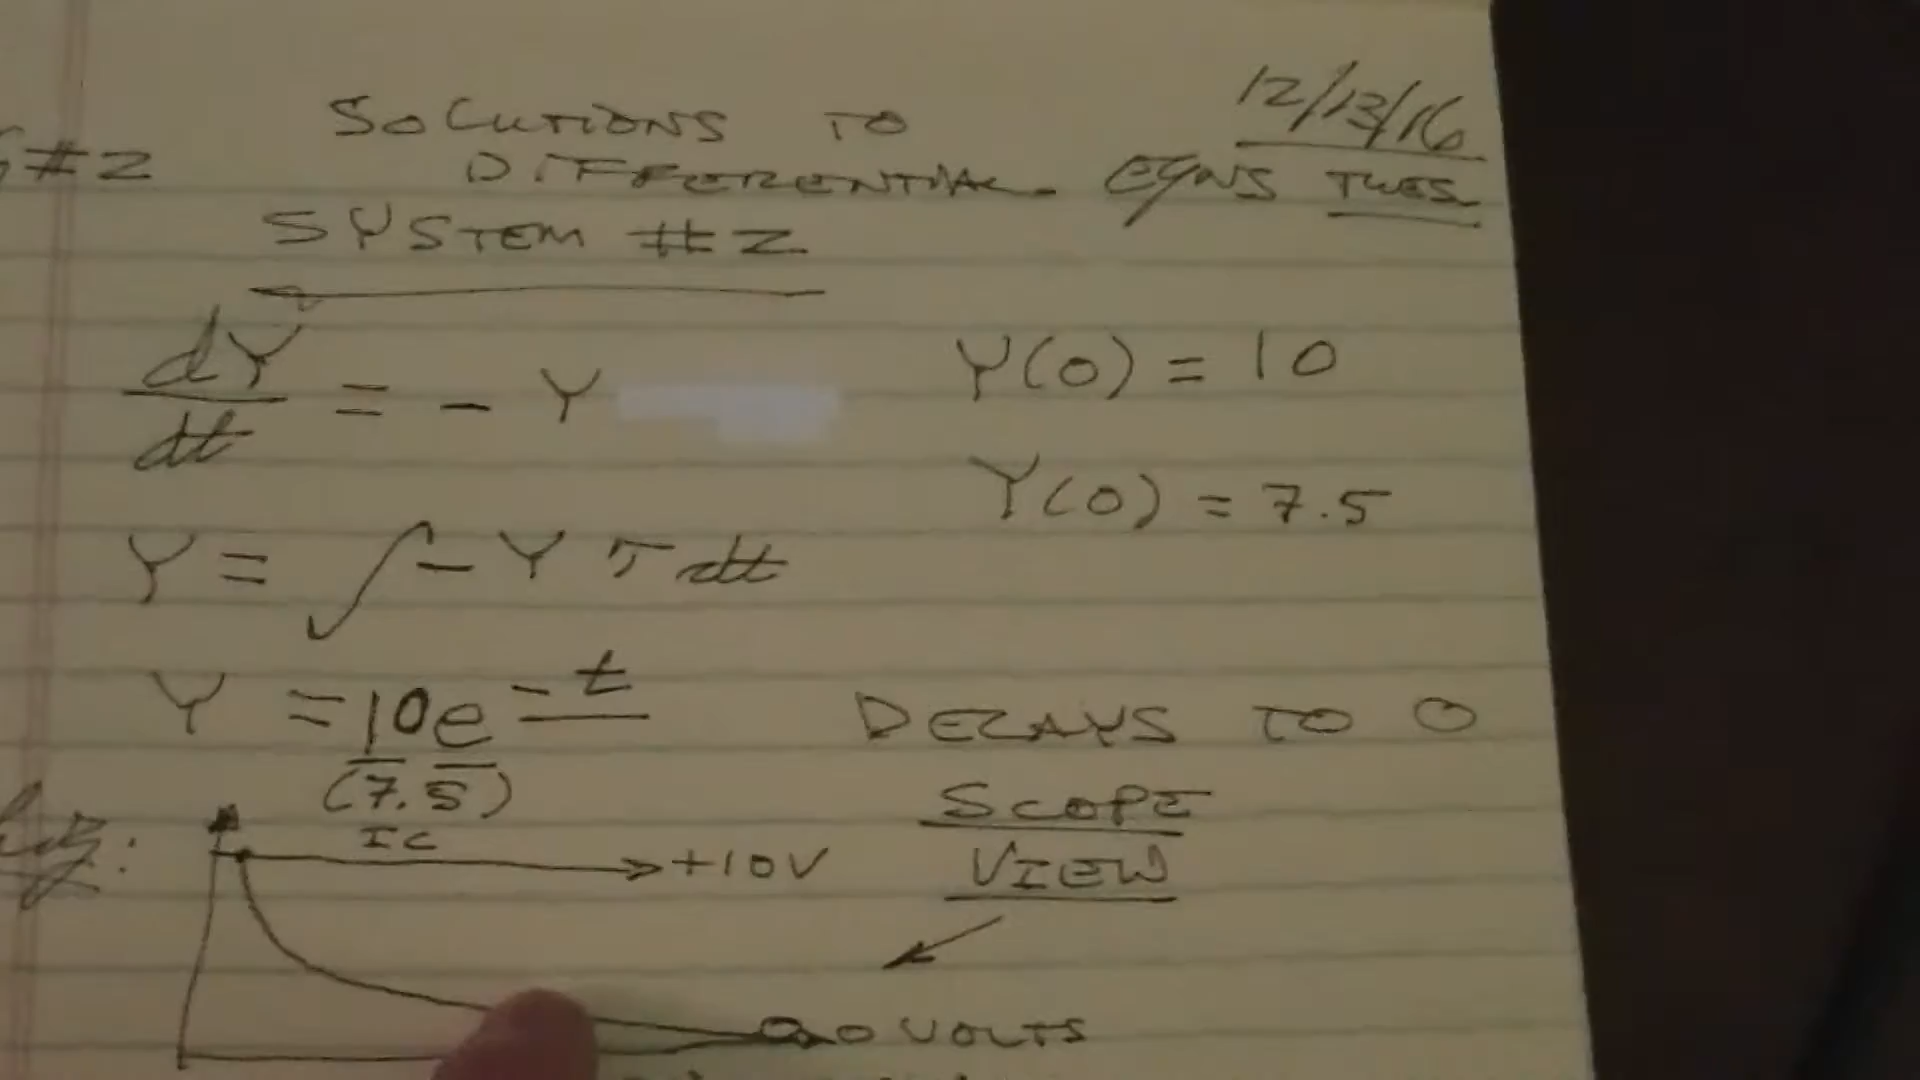 12/13/16
#2 SOLUTIONS TO
DIFFERENTIAL EQNS TUES
SYSTEM #2
dY/dt = - Y
Y(0) = 10
Y(0) = 7.5
Y = ∫ - Y τ dt
Y = 10e^-t DECAYS TO 0
(7.5)
IC
SCOPE
VIEW
+10V
0 VOLTS